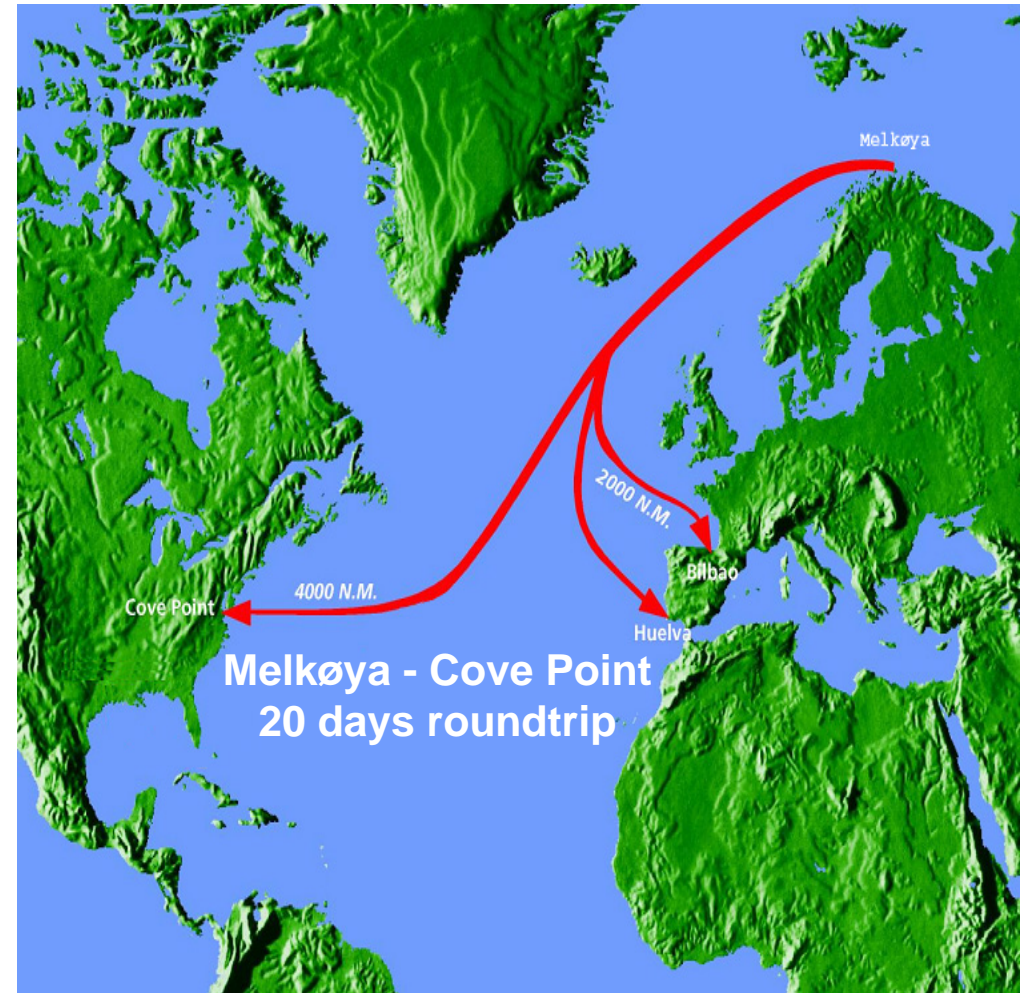 Melkøya
2000 N.M.
Bilbao
4000 N.M.
Cove Point
Huelva
Melkøya - Cove Point
20 days roundtrip